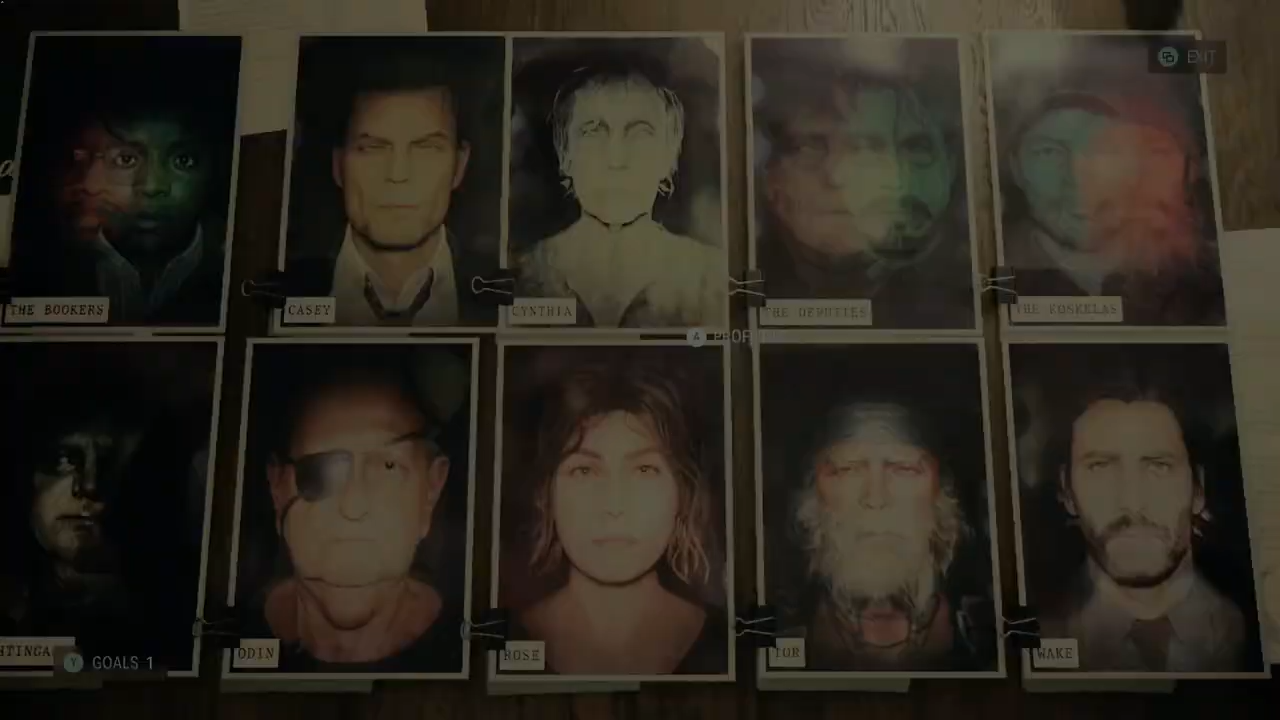 EXIT
THE BOOKERS
CASEY
CYNTHIA
THE DEPUTIES
THE KOSKELAS
A
ODIN
ROSE
TOR
WAKE
Y GOALS 1